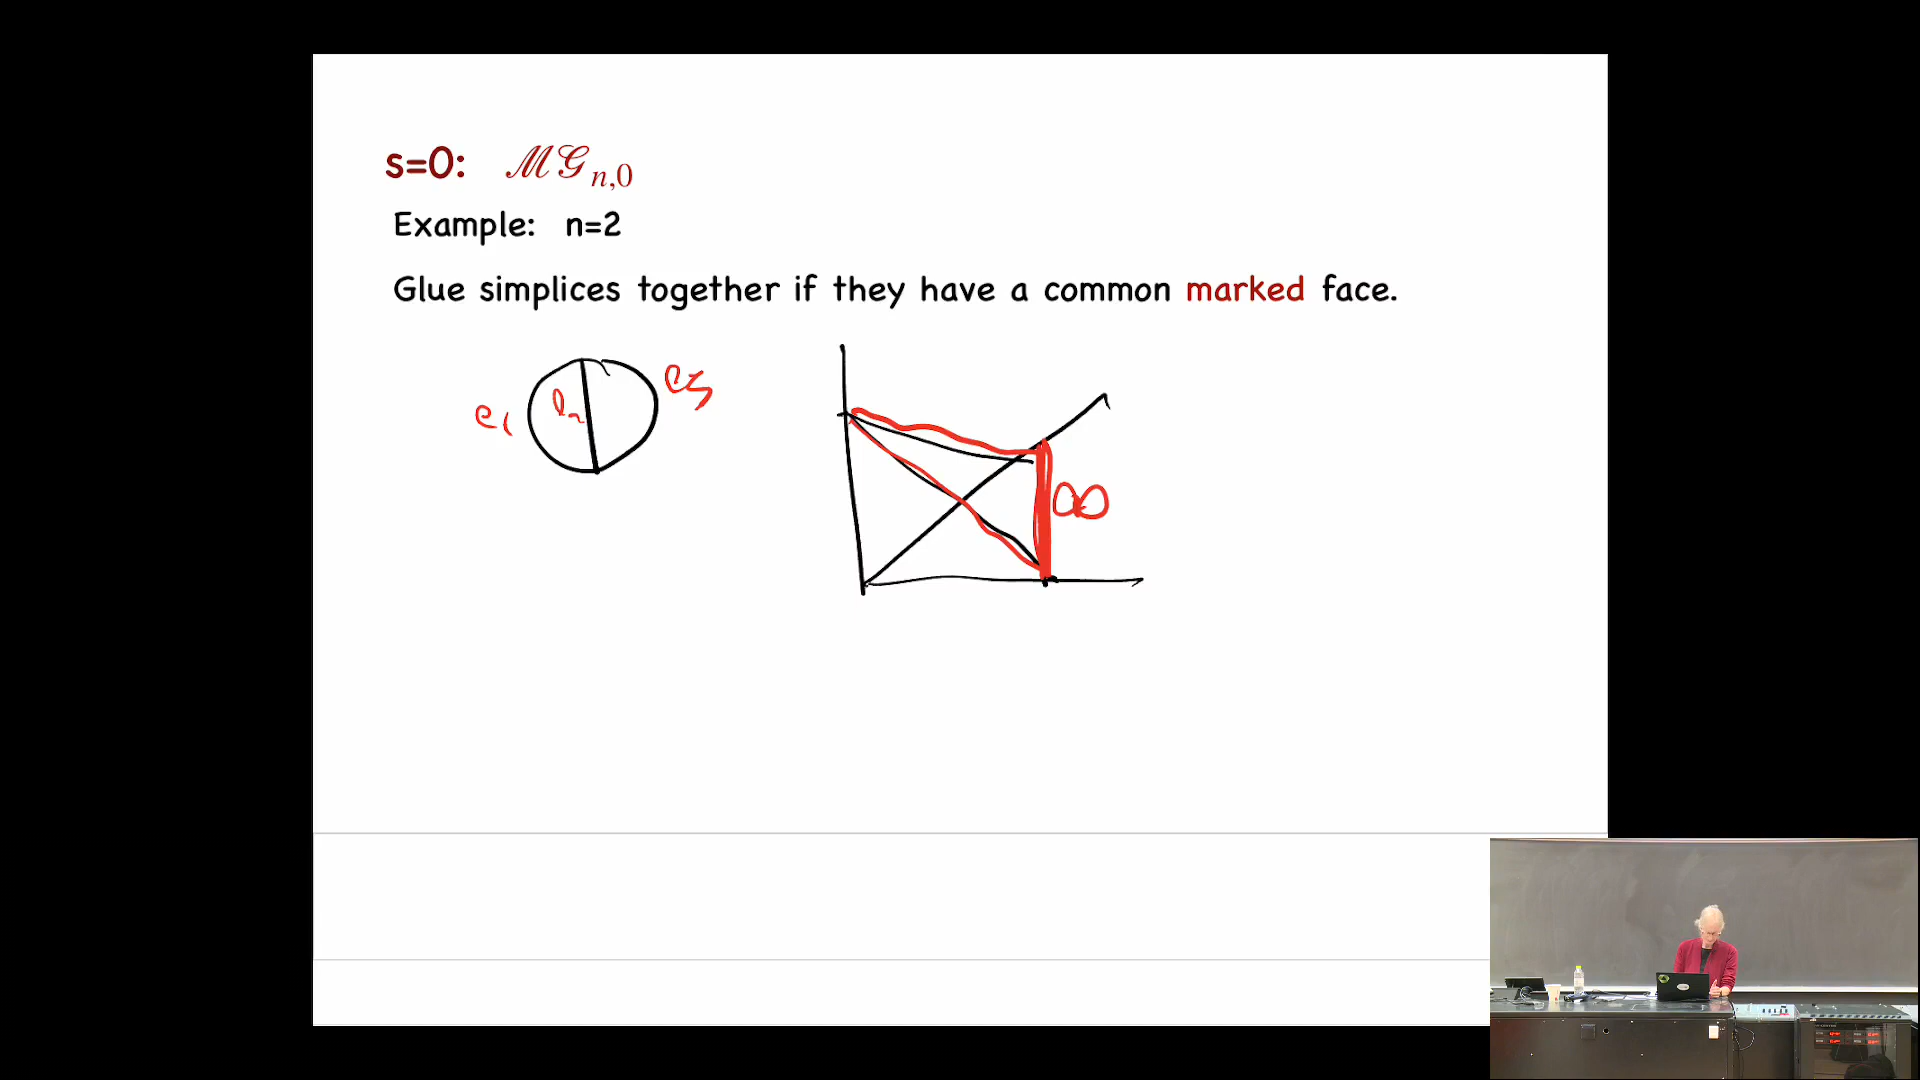 s=0: 𝓜𝓖n,0
Example: n=2
Glue simplices together if they have a common marked face.
e1
e2
e3